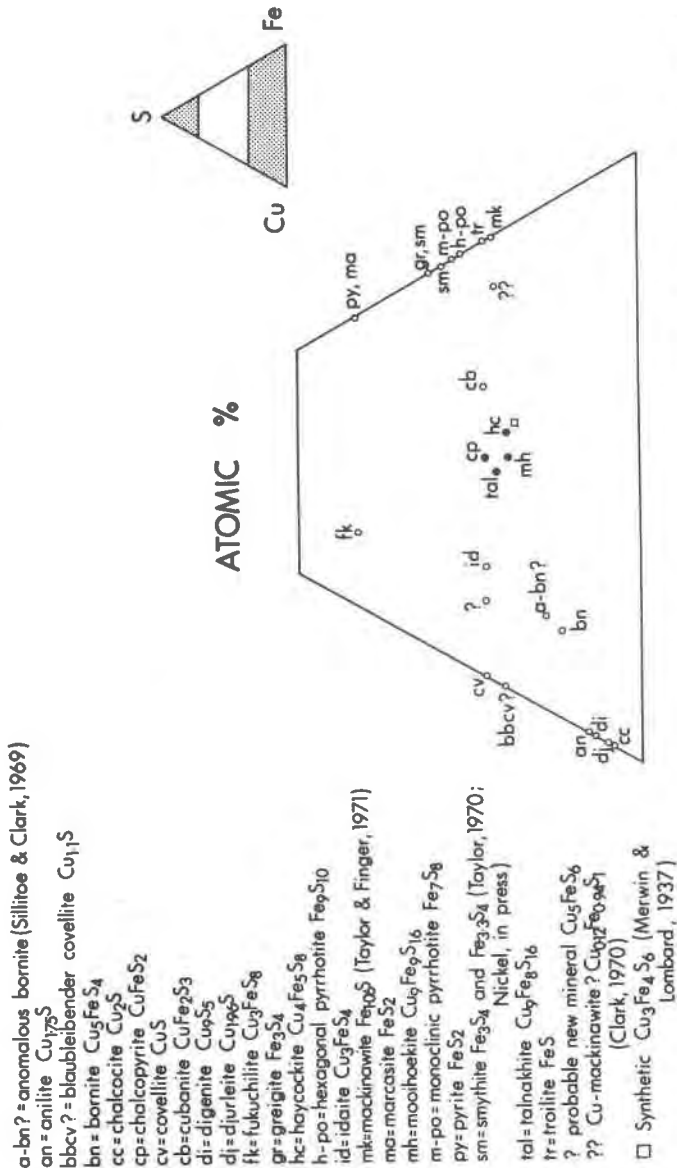 S
Cu
Fe
ATOMIC %
py, ma
gr,sm
sm
m-po
h-po
tr
mk
??
cb
cp
hc
tal
mh
fk
id
?
a-bn?
bn
cv
bbcv?
an
di
dj
cc
a-bn? = anomalous bornite (Sillitoe & Clark, 1969)
an = anilite Cu1.75S
bbcv ? = blaubleibender covellite Cu1.1S
bn = bornite Cu5FeS4
cc = chalcocite Cu2S
cp = chalcopyrite CuFeS2
cv = covellite CuS
cb = cubanite CuFe2S3
di = digenite Cu9S5
dj = djurleite Cu1.96S
fk = fukuchilite Cu3FeS8
gr = greigite Fe3S4
hc = haycockite Cu4Fe5S8
h-po = hexagonal pyrrhotite Fe9S10
id = idaite Cu3FeS4
mk = mackinawite Fe1.06S (Taylor & Finger, 1971)
ma = marcasite FeS2
mh = mooihoekite Cu9Fe9S16
m-po = monoclinic pyrrhotite Fe7S8
py = pyrite FeS2
sm = smythite Fe3S4 and Fe3.3S4 (Taylor, 1970;
Nickel, in press)
tal = talnakhite Cu9Fe8S16
tr = troilite FeS
? probable new mineral Cu5FeS6
?? Cu-mackinawite ? Cu0.12Fe0.94S1
(Clark, 1970)
□ Synthetic Cu3Fe4S6 (Merwin &
Lombard, 1937)